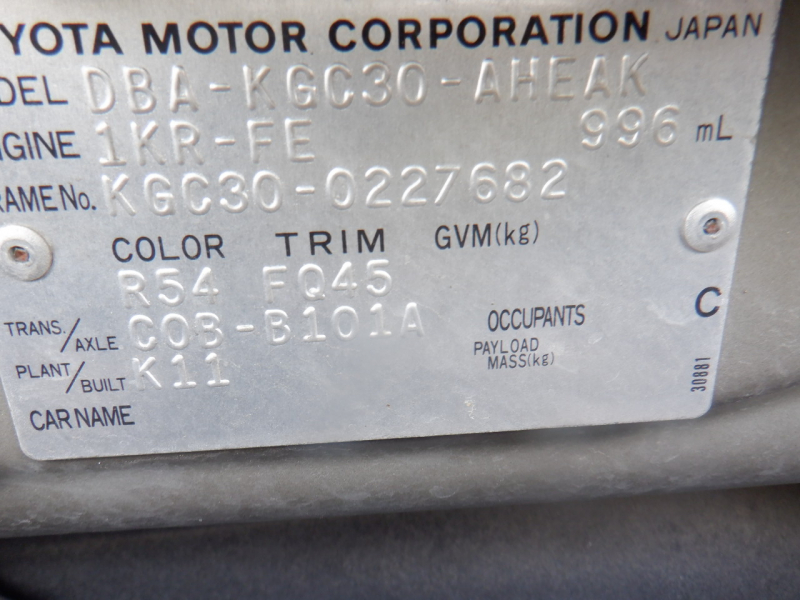 YOTA MOTOR CORPORATION JAPAN
DEL DBA-KGC30-AHEAK
GINE 1KR-FE 996 mL
RAME No. KGC30-0227682
COLOR TRIM GVM(kg)
R54 FQ45
TRANS./AXLE C0B-B101A OCCUPANTS C
PAYLOAD
MASS(kg)
PLANT/BUILT K11
30881
CAR NAME